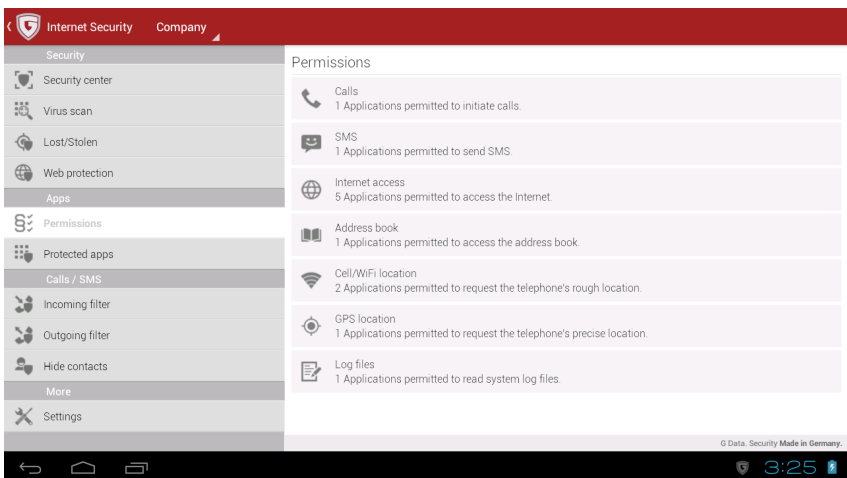 Internet Security Company
Security
Security center
Virus scan
Lost/Stolen
Web protection
Apps
Permissions
Protected apps
Calls / SMS
Incoming filter
Outgoing filter
Hide contacts
More
Settings
Permissions
Calls
1 Applications permitted to initiate calls.
SMS
1 Applications permitted to send SMS.
Internet access
5 Applications permitted to access the Internet.
Address book
1 Applications permitted to access the address book.
Cell/WiFi location
2 Applications permitted to request the telephone's rough location.
GPS location
1 Applications permitted to request the telephone's precise location.
Log files
1 Applications permitted to read system log files.
G Data. Security Made in Germany.
3:25